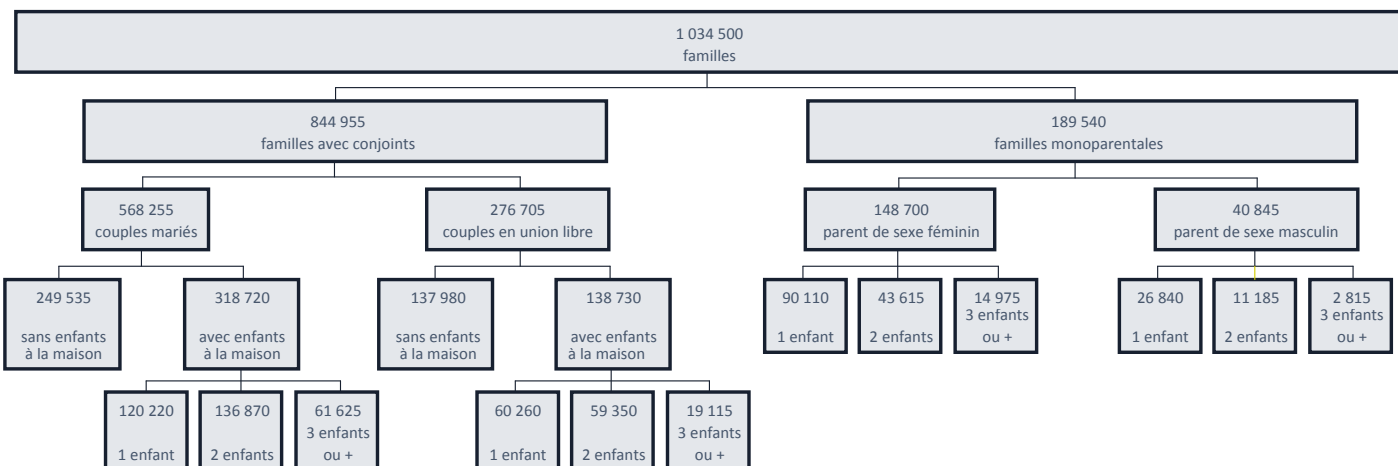 1 034 500
familles
844 955
familles avec conjoints
189 540
familles monoparentales
568 255
couples mariés
276 705
couples en union libre
148 700
parent de sexe féminin
40 845
parent de sexe masculin
249 535
sans enfants
à la maison
318 720
avec enfants
à la maison
137 980
sans enfants
à la maison
138 730
avec enfants
à la maison
90 110
1 enfant
43 615
2 enfants
14 975
3 enfants
ou +
26 840
1 enfant
11 185
2 enfants
2 815
3 enfants
ou +
120 220
1 enfant
136 870
2 enfants
61 625
3 enfants
ou +
60 260
1 enfant
59 350
2 enfants
19 115
3 enfants
ou +